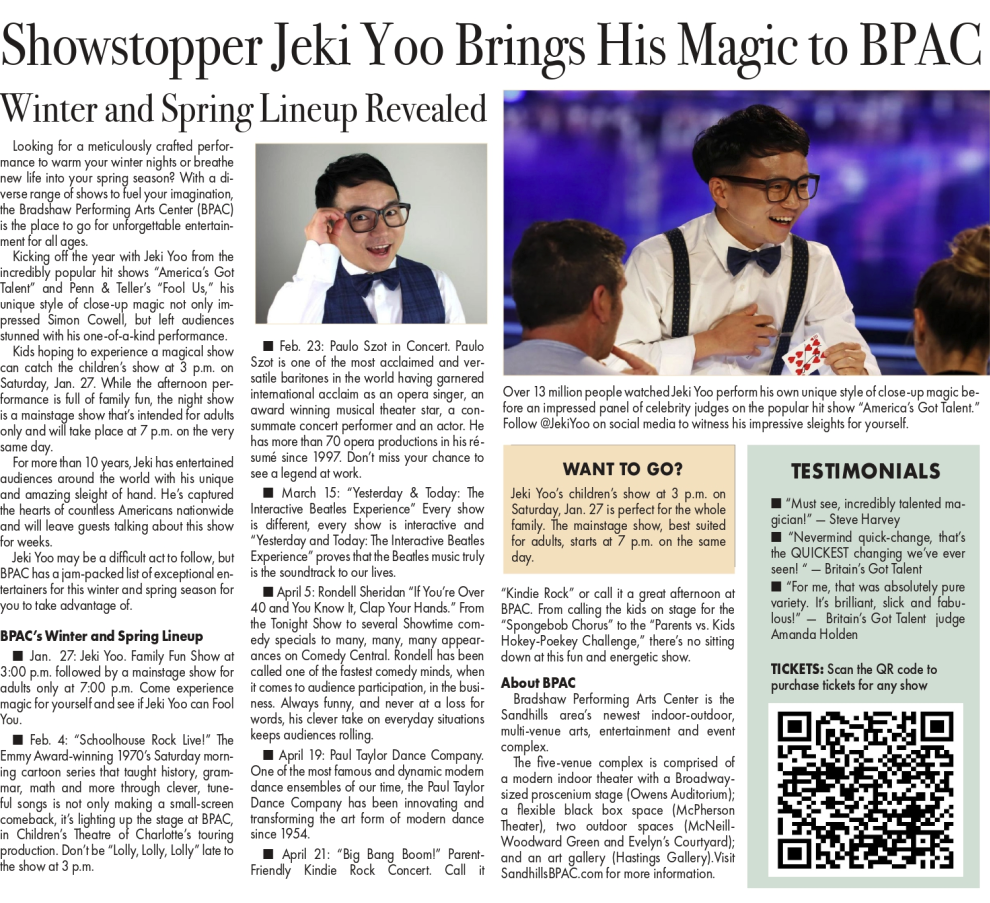 Showstopper Jeki Yoo Brings His Magic to BPAC
Winter and Spring Lineup Revealed
Looking for a meticulously crafted perfor-
mance to warm your winter nights or breathe
new life into your spring season? With a di-
verse range of shows to fuel your imagination,
the Bradshaw Performing Arts Center (BPAC)
is the place to go for unforgettable entertain-
ment for all ages.
Kicking off the year with Jeki Yoo from the
incredibly popular hit shows "America's Got
Talent" and Penn & Teller's "Fool Us," his
unique style of close-up magic not only im-
pressed Simon Cowell, but left audiences
stunned with his one-of-a-kind performance.
Kids hoping to experience a magical show
can catch the children's show at 3 p.m. on
Saturday, Jan. 27. While the afternoon per-
formance is full of family fun, the night show
is a mainstage show that's intended for adults
only and will take place at 7 p.m. on the very
same day.
For more than 10 years, Jeki has entertained
audiences around the world with his unique
and amazing sleight of hand. He's captured
the hearts of countless Americans nationwide
and will leave guests talking about this show
for weeks.
Jeki Yoo may be a difficult act to follow, but
BPAC has a jam-packed list of exceptional en-
tertainers for this winter and spring season for
you to take advantage of.
BPAC's Winter and Spring Lineup
■ Jan. 27: Jeki Yoo. Family Fun Show at
3:00 p.m. followed by a mainstage show for
adults only at 7:00 p.m. Come experience
magic for yourself and see if Jeki Yoo can Fool
You.
■ Feb. 4: "Schoolhouse Rock Live!" The
Emmy Award-winning 1970's Saturday morn-
ing cartoon series that taught history, gram-
mar, math and more through clever, tune-
ful songs is not only making a small-screen
comeback, it's lighting up the stage at BPAC,
in Children's Theatre of Charlotte's touring
production. Don't be "Lolly, Lolly, Lolly" late to
the show at 3 p.m.
■ Feb. 23: Paulo Szot in Concert. Paulo
Szot is one of the most acclaimed and ver-
satile baritones in the world having garnered
international acclaim as an opera singer, an
award winning musical theater star, a con-
summate concert performer and an actor. He
has more than 70 opera productions in his ré-
sumé since 1997. Don't miss your chance to
see a legend at work.
■ March 15: "Yesterday & Today: The
Interactive Beatles Experience" Every show
is different, every show is interactive and
"Yesterday and Today: The Interactive Beatles
Experience" proves that the Beatles music truly
is the soundtrack to our lives.
■ April 5: Rondell Sheridan "If You're Over
40 and You Know It, Clap Your Hands." From
the Tonight Show to several Showtime com-
edy specials to many, many, many appear-
ances on Comedy Central. Rondell has been
called one of the fastest comedy minds, when
it comes to audience participation, in the busi-
ness. Always funny, and never at a loss for
words, his clever take on everyday situations
keeps audiences rolling.
■ April 19: Paul Taylor Dance Company.
One of the most famous and dynamic modern
dance ensembles of our time, the Paul Taylor
Dance Company has been innovating and
transforming the art form of modern dance
since 1954.
■ April 21: "Big Bang Boom!" Parent-
Friendly Kindie Rock Concert. Call it
Over 13 million people watched Jeki Yoo perform his own unique style of close-up magic be-
fore an impressed panel of celebrity judges on the popular hit show "America's Got Talent."
Follow @JekiYoo on social media to witness his impressive sleights for yourself.
WANT TO GO?
Jeki Yoo's children's show at 3 p.m. on
Saturday, Jan. 27 is perfect for the whole
family. The mainstage show, best suited
for adults, starts at 7 p.m. on the same
day.
"Kindie Rock" or call it a great afternoon at
BPAC. From calling the kids on stage for the
"Spongebob Chorus" to the "Parents vs. Kids
Hokey-Pokey Challenge," there's no sitting
down at this fun and energetic show.
About BPAC
Bradshaw Performing Arts Center is the
Sandhills area's newest indoor-outdoor,
multi-venue arts, entertainment and event
complex.
The five-venue complex is comprised of
a modern indoor theater with a Broadway-
sized proscenium stage (Owens Auditorium);
a flexible black box space (McPherson
Theater), two outdoor spaces (McNeill-
Woodward Green and Evelyn's Courtyard);
and an art gallery (Hastings Gallery).Visit
SandhillsBPAC.com for more information.
TESTIMONIALS
■ "Must see, incredibly talented ma-
gician!" — Steve Harvey
■ "Nevermind quick-change, that's
the QUICKEST changing we've ever
seen! " — Britain's Got Talent
■ "For me, that was absolutely pure
variety. It's brilliant, slick and fabu-
lous!" — Britain's Got Talent judge
Amanda Holden
TICKETS: Scan the QR code to
purchase tickets for any show